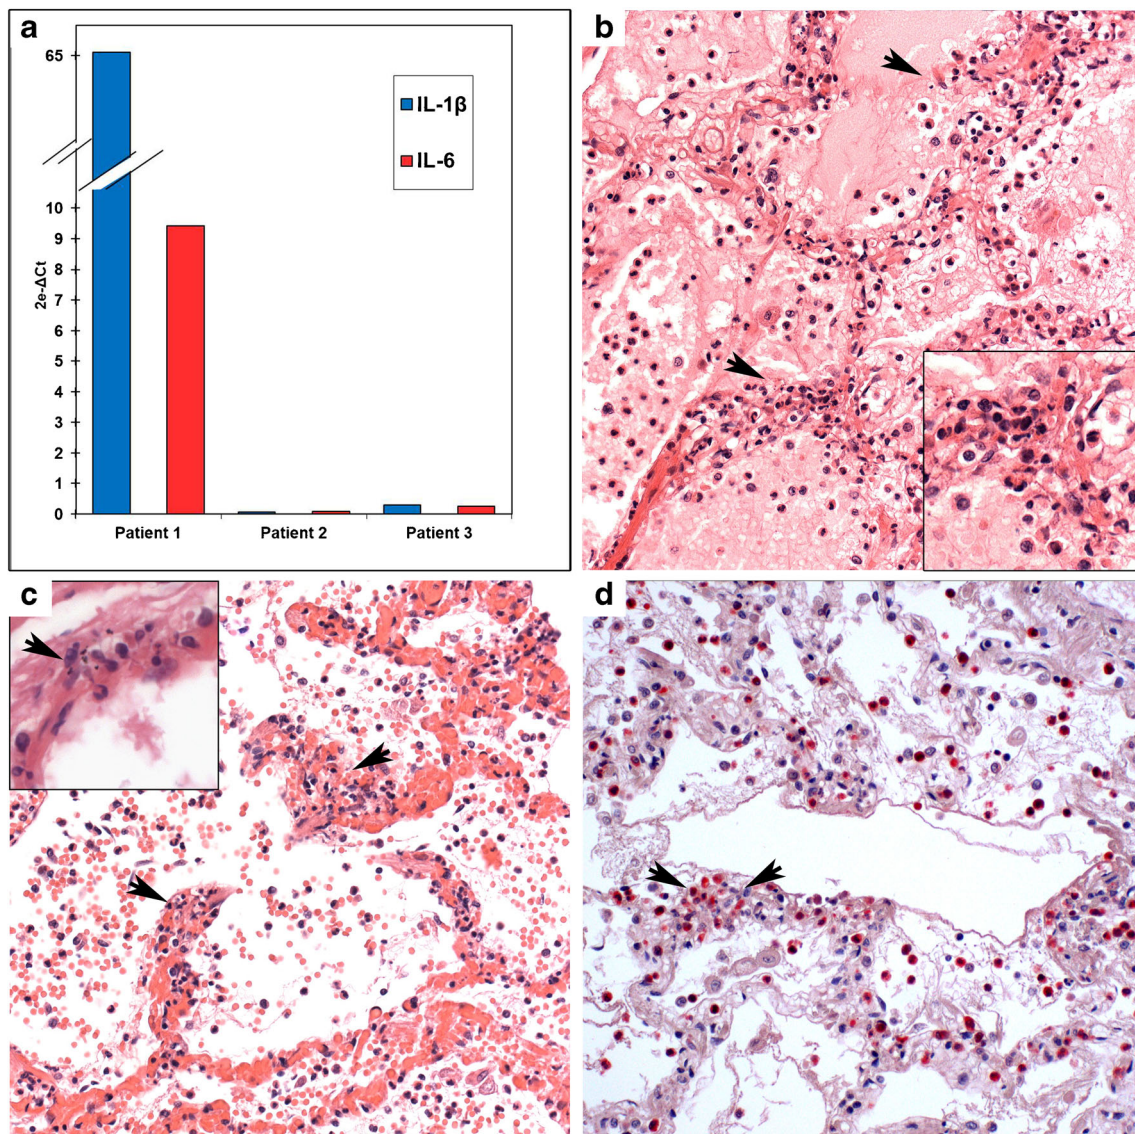 a
65
IL-1β
IL-6
10
9
8
7
6
5
4
3
2
1
0
2e-ΔCt
Patient 1
Patient 2
Patient 3
b
c
d